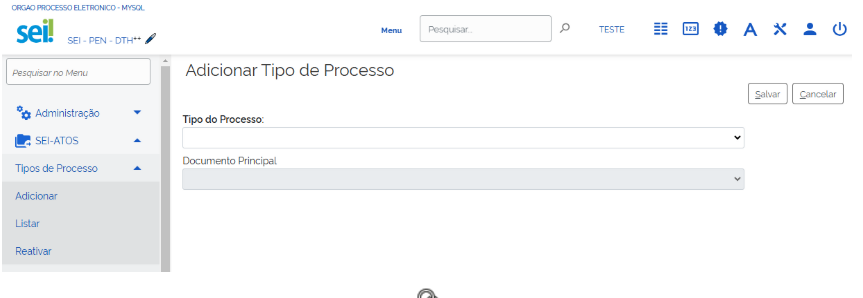 ORGAO PROCESSO ELETRONICO - MYSQL
sei!
SEI - PEN - DTH**
Menu
Pesquisar...
TESTE
123
A
Pesquisar no Menu
Administração
SEI-ATOS
Tipos de Processo
Adicionar
Listar
Reativar
Adicionar Tipo de Processo
Salvar
Cancelar
Tipo do Processo:
Documento Principal